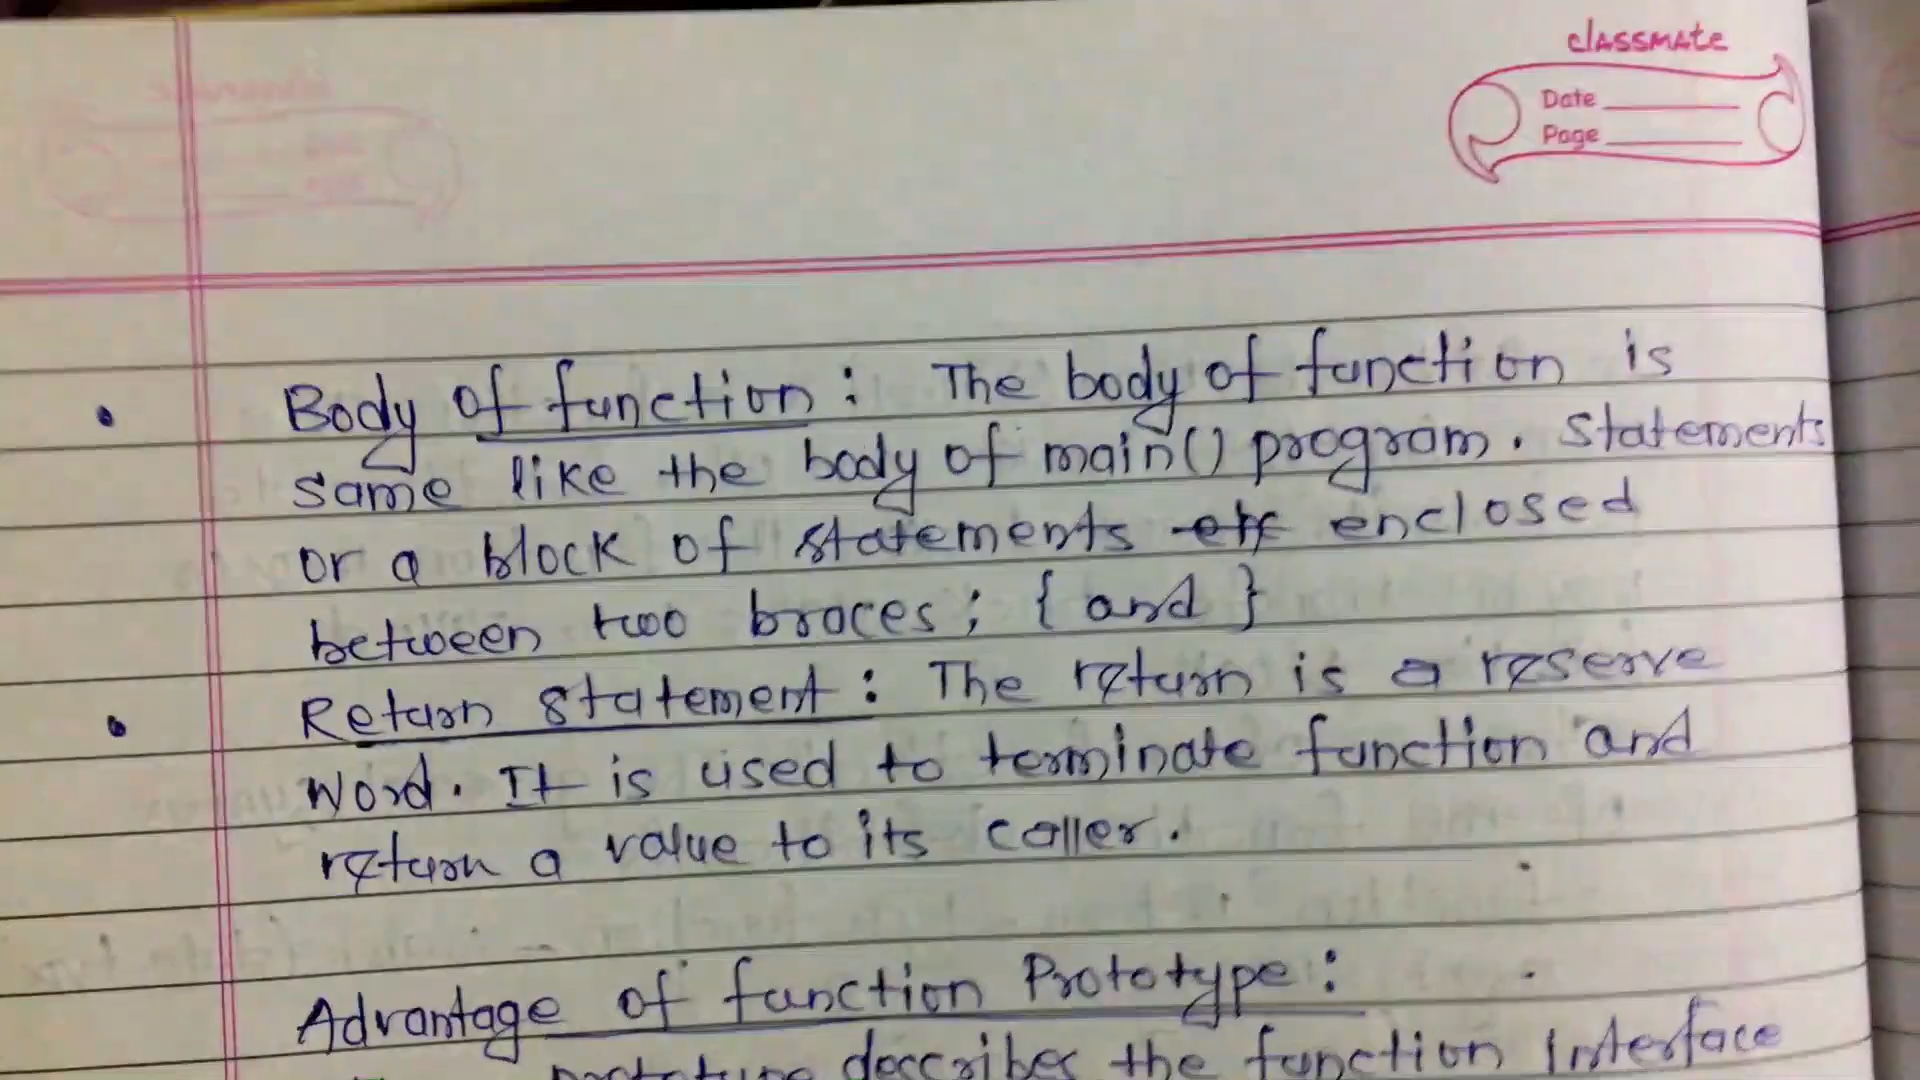 classmate
Date
Page
Body of function : The body of function is
same like the body of main() program. Statements
or a block of statements enclosed
between two braces; { and }
Return statement : The return is a reserve
word. It is used to terminate function and
return a value to its caller.
Advantage of function Prototype :
prototype describes the function interface